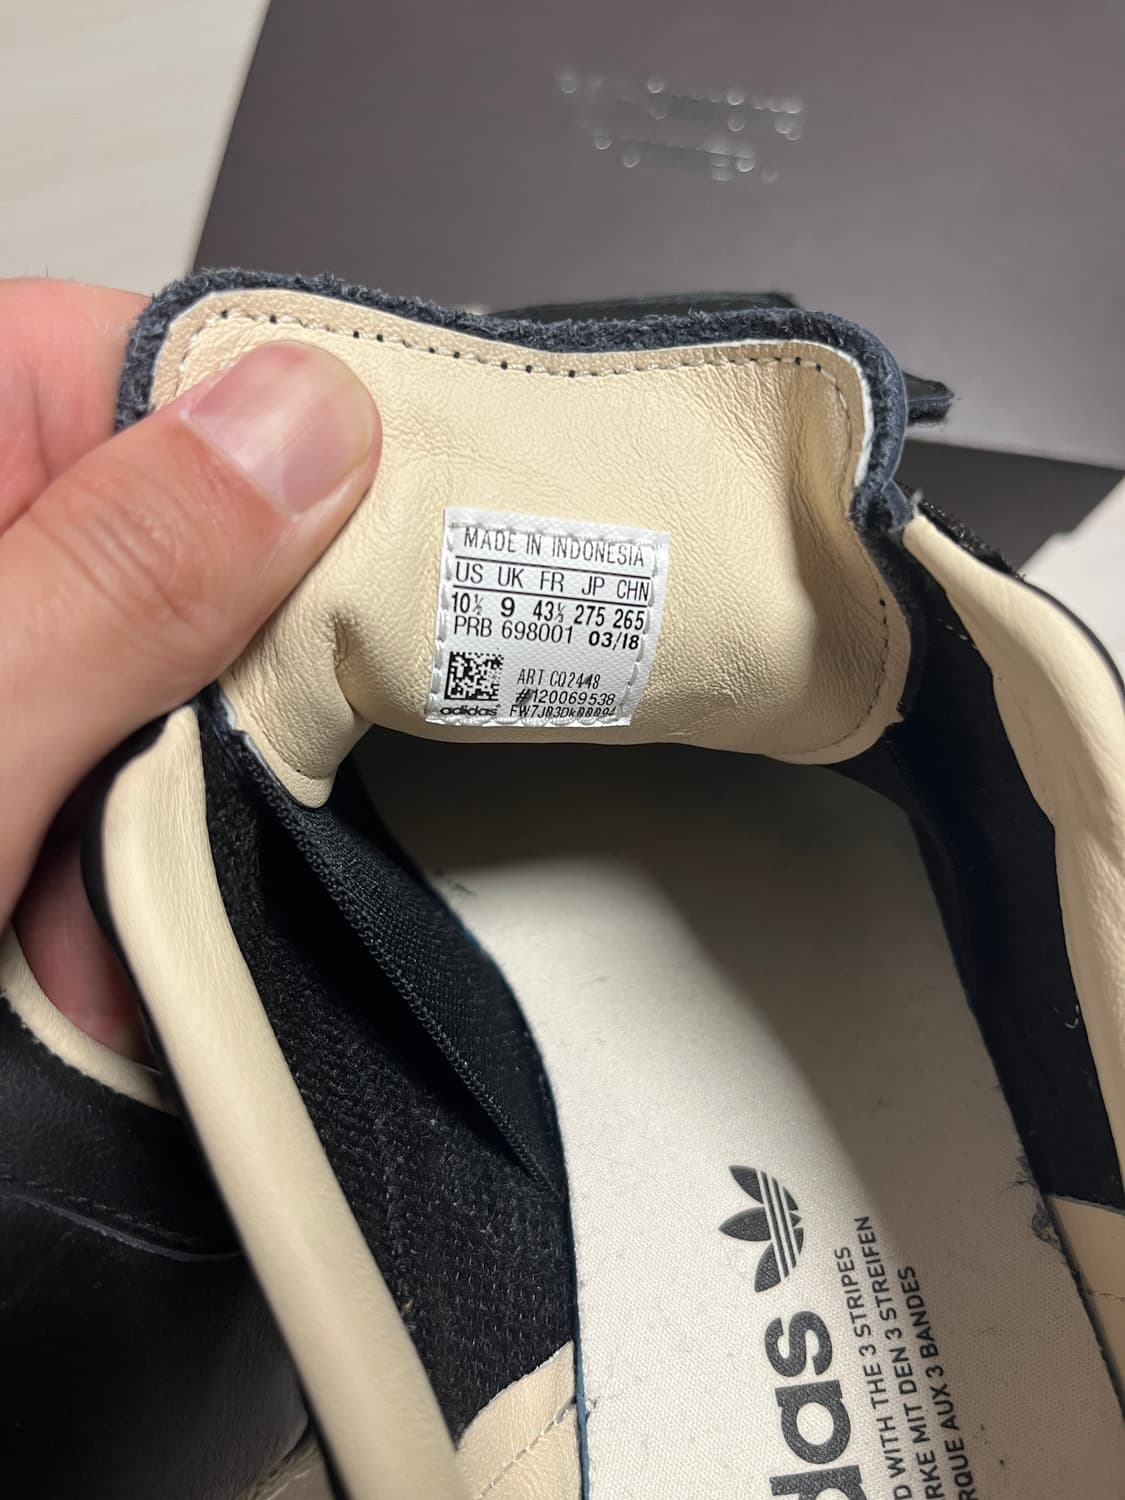 MADE IN INDONESIA
US UK FR JP CHN
10½ 9 43⅓ 275 265
PRB 698001 03/18
ART CQ2448
#120069538
adidas
das
D WITH THE 3 STRIPES
RKE MIT DEN 3 STREIFEN
RQUE AUX 3 BANDES